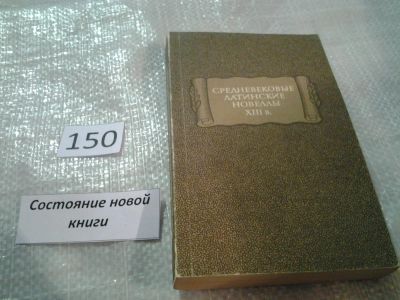 СРЕДНЕВЕКОВЫЕ
ЛАТИНСКИЕ
НОВЕЛЛЫ
XIII в.
150
Состояние новой
книги